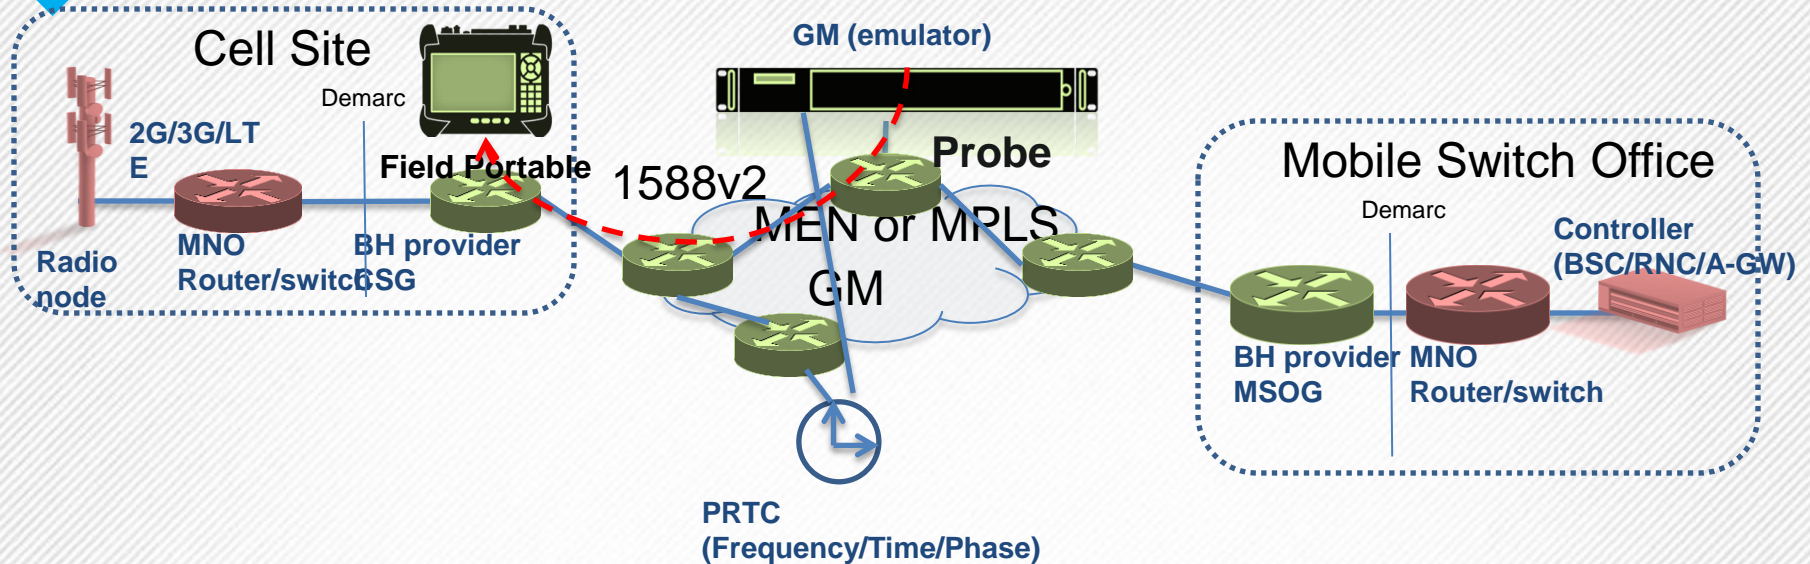 Cell Site
Demarc
2G/3G/LT
E
Field Portable
Radio
node
MNO
Router/switch
BH provider
CSG
GM (emulator)
Probe
1588v2
MEN or MPLS
GM
PRTC
(Frequency/Time/Phase)
Mobile Switch Office
Demarc
Controller
(BSC/RNC/A-GW)
BH provider
MSOG
MNO
Router/switch